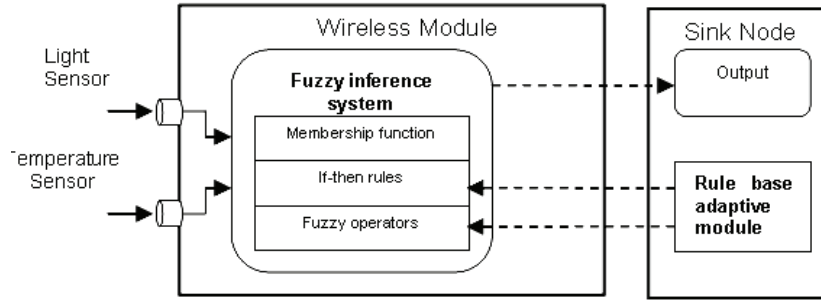 Wireless Module
Sink Node
Light
Sensor
Temperature
Sensor
Fuzzy inference
system
Membership function
If-then rules
Fuzzy operators
Output
Rule base
adaptive
module